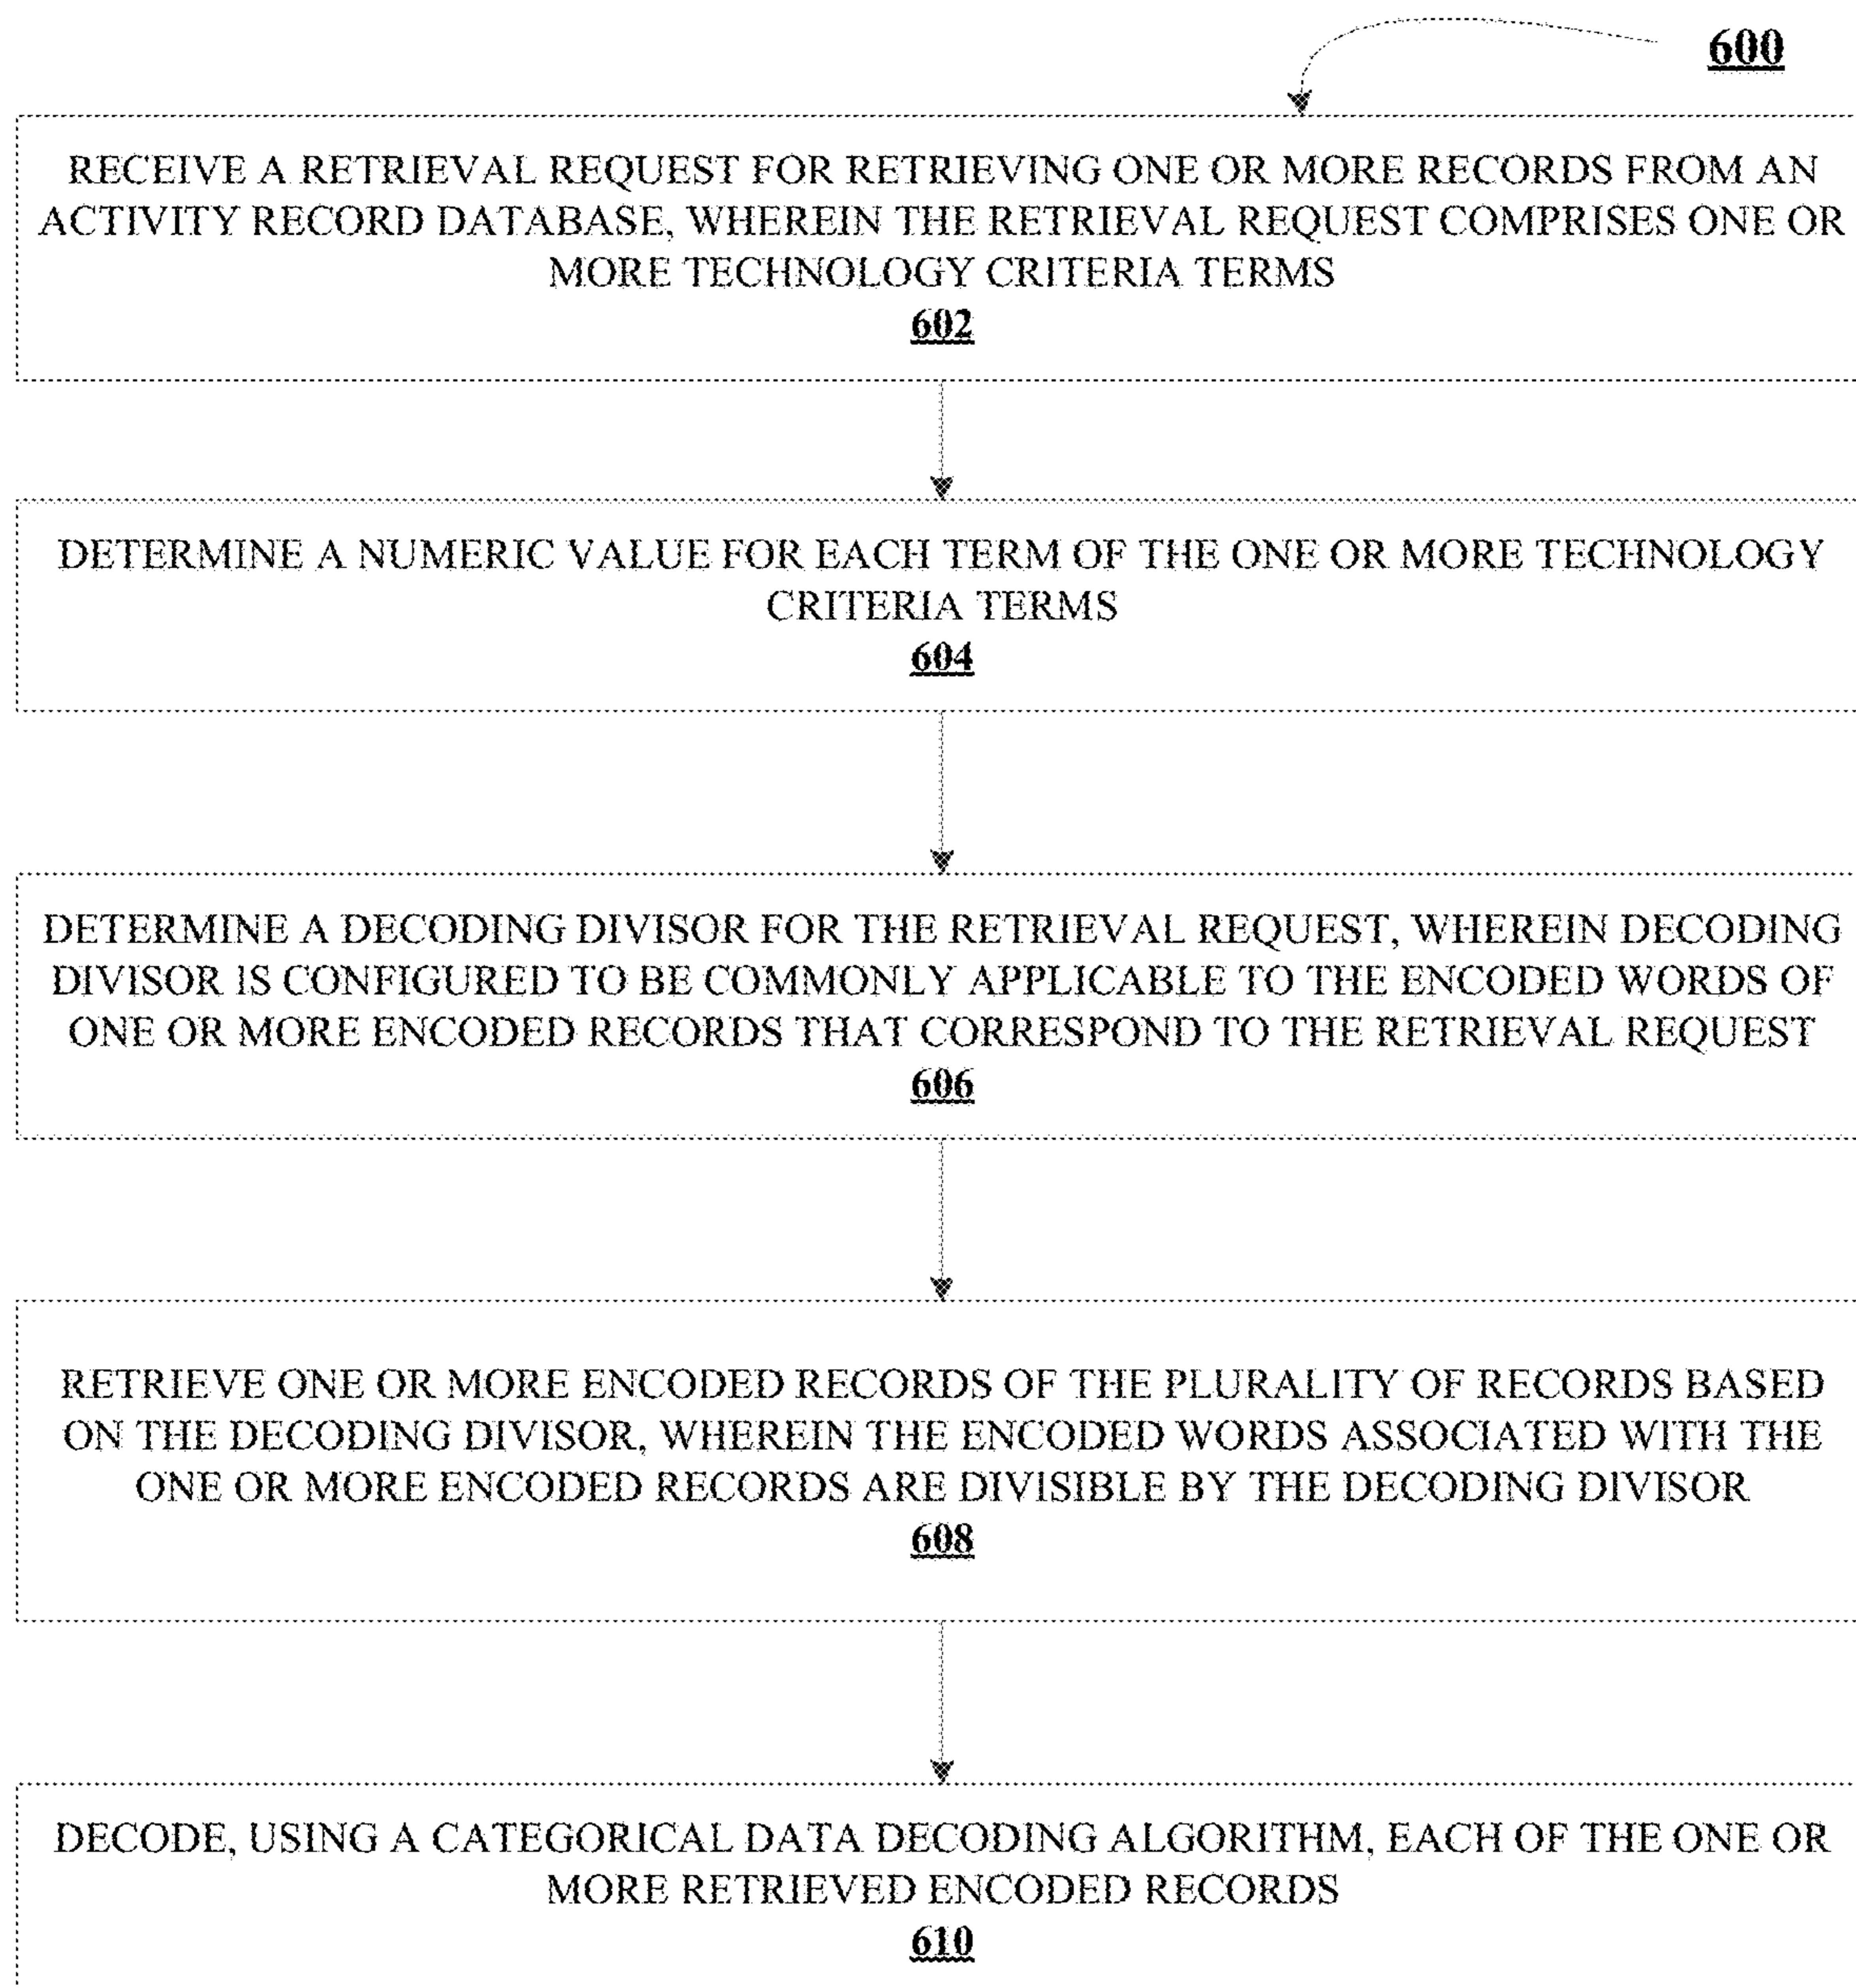 600
RECEIVE A RETRIEVAL REQUEST FOR RETRIEVING ONE OR MORE RECORDS FROM AN
ACTIVITY RECORD DATABASE, WHEREIN THE RETRIEVAL REQUEST COMPRISES ONE OR
MORE TECHNOLOGY CRITERIA TERMS
602
DETERMINE A NUMERIC VALUE FOR EACH TERM OF THE ONE OR MORE TECHNOLOGY
CRITERIA TERMS
604
DETERMINE A DECODING DIVISOR FOR THE RETRIEVAL REQUEST, WHEREIN DECODING
DIVISOR IS CONFIGURED TO BE COMMONLY APPLICABLE TO THE ENCODED WORDS OF
ONE OR MORE ENCODED RECORDS THAT CORRESPOND TO THE RETRIEVAL REQUEST
606
RETRIEVE ONE OR MORE ENCODED RECORDS OF THE PLURALITY OF RECORDS BASED
ON THE DECODING DIVISOR, WHEREIN THE ENCODED WORDS ASSOCIATED WITH THE
ONE OR MORE ENCODED RECORDS ARE DIVISIBLE BY THE DECODING DIVISOR
608
DECODE, USING A CATEGORICAL DATA DECODING ALGORITHM, EACH OF THE ONE OR
MORE RETRIEVED ENCODED RECORDS
610